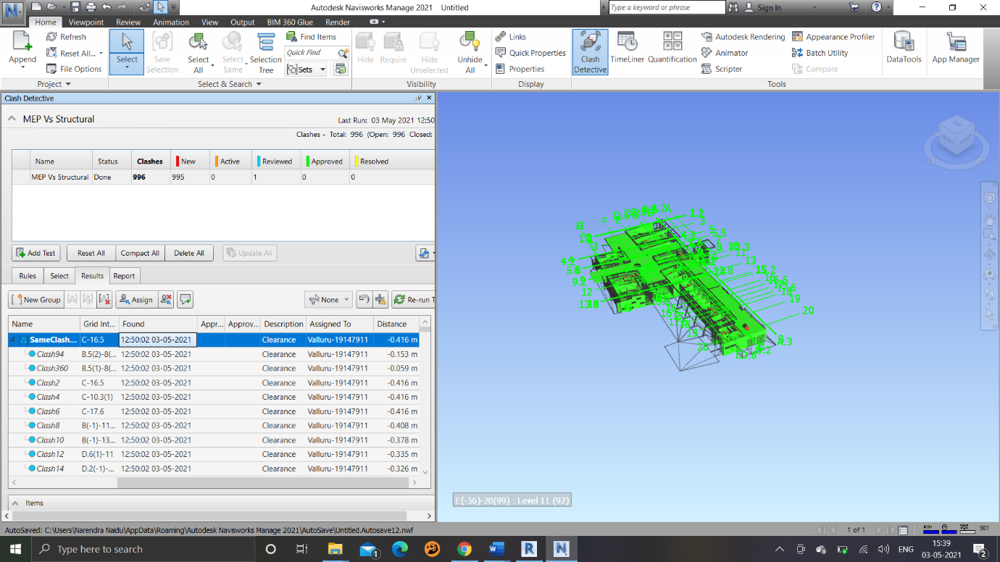 Autodesk Navisworks Manage 2021 Untitled
Type a keyword or phrase
Sign In
Home Viewpoint Review Animation View Output BIM 360 Glue Render
Append
Refresh
Reset All...
File Options
Project
Select
Save Selection
Select All
Select Same
Selection Tree
Find Items
Quick Find
Sets
Select & Search
Hide
Require
Hide Unselected
Unhide All
Visibility
Links
Quick Properties
Properties
Display
Clash Detective
TimeLiner
Quantification
Autodesk Rendering
Animator
Scripter
Appearance Profiler
Batch Utility
Compare
Tools
DataTools
App Manager
Clash Detective
MEP Vs Structural
Last Run: 03 May 2021 12:50
Clashes - Total: 996 (Open: 996 Closed:
Name Status Clashes New Active Reviewed Approved Resolved
MEP Vs Structural Done 996 995 0 1 0 0
Add Test Reset All Compact All Delete All Update All
Rules Select Results Report
New Group Assign None Re-run T
Name Grid Int... Found Appr... Approv... Description Assigned To Distance
SameClash... C-16.5 12:50:02 03-05-2021 Clearance Valluru-19147911 -0.416 m
Clash94 B.5(2)-8(... 12:50:02 03-05-2021 Clearance Valluru-19147911 -0.153 m
Clash360 B.5(1)-8(... 12:50:02 03-05-2021 Clearance Valluru-19147911 -0.059 m
Clash2 C-16.5 12:50:02 03-05-2021 Clearance Valluru-19147911 -0.416 m
Clash4 C-10.3(1) 12:50:02 03-05-2021 Clearance Valluru-19147911 -0.416 m
Clash6 C-17.6 12:50:02 03-05-2021 Clearance Valluru-19147911 -0.416 m
Clash8 B(-1)-11... 12:50:02 03-05-2021 Clearance Valluru-19147911 -0.408 m
Clash10 B(-1)-13... 12:50:02 03-05-2021 Clearance Valluru-19147911 -0.378 m
Clash12 D.6(1)-11 12:50:02 03-05-2021 Clearance Valluru-19147911 -0.335 m
Clash14 D.2(-1)-... 12:50:02 03-05-2021 Clearance Valluru-19147911 -0.326 m
Items
F
3
11
13
12
19
20
E(-56)-20(99) : Level 11 (92)
AutoSaved: C:\Users\Narendra Naidu\AppData\Roaming\Autodesk Navisworks Manage 2021\AutoSave\Untitled.Autosave12.nwf
1 of 1
901
Type here to search
ENG
15:39
03-05-2021